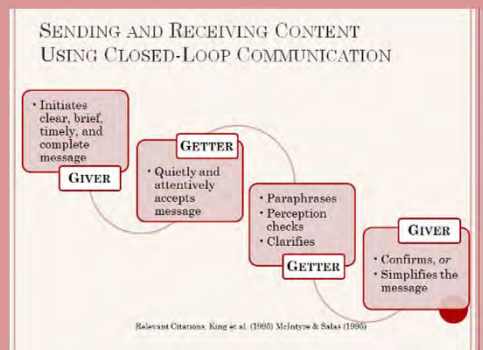 SENDING AND RECEIVING CONTENT
USING CLOSED-LOOP COMMUNICATION
• Initiates
clear, brief,
timely, and
complete
message
GIVER
GETTER
• Quietly and
attentively
accepts
message
• Paraphrases
• Perception
checks
• Clarifies
GETTER
GIVER
• Confirms, or
• Simplifies the
message
Relevant Citations: King et al. (1995) McIntyre & Salas (1995)